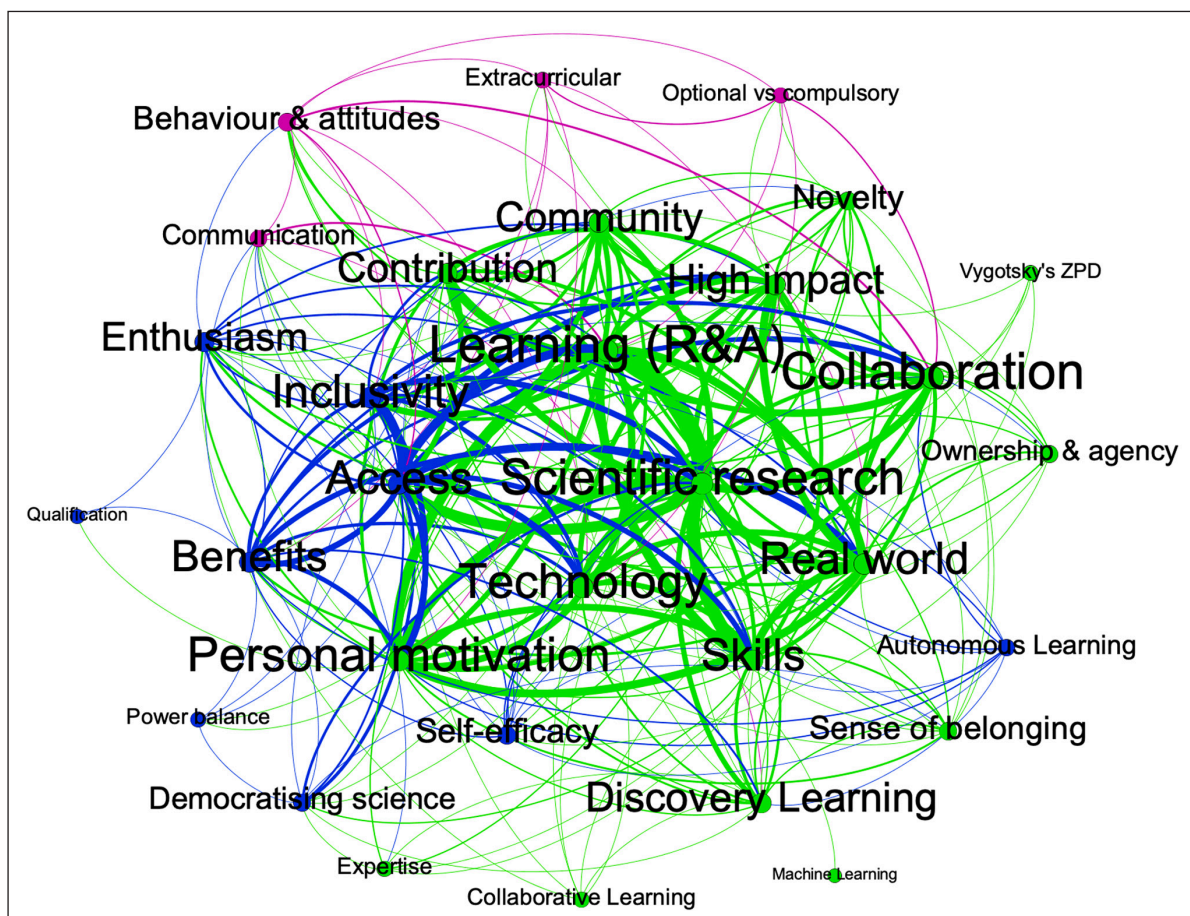 Extracurricular
Optional vs compulsory
Behaviour & attitudes
Novelty
Community
Communication
Contribution
High impact
Vygotsky's ZPD
Enthusiasm
Learning (R&A)
Collaboration
Inclusivity
Ownership & agency
Access
Scientific research
Qualification
Benefits
Real world
Technology
Autonomous Learning
Personal motivation
Skills
Power balance
Self-efficacy
Sense of belonging
Democratising science
Discovery Learning
Expertise
Machine Learning
Collaborative Learning